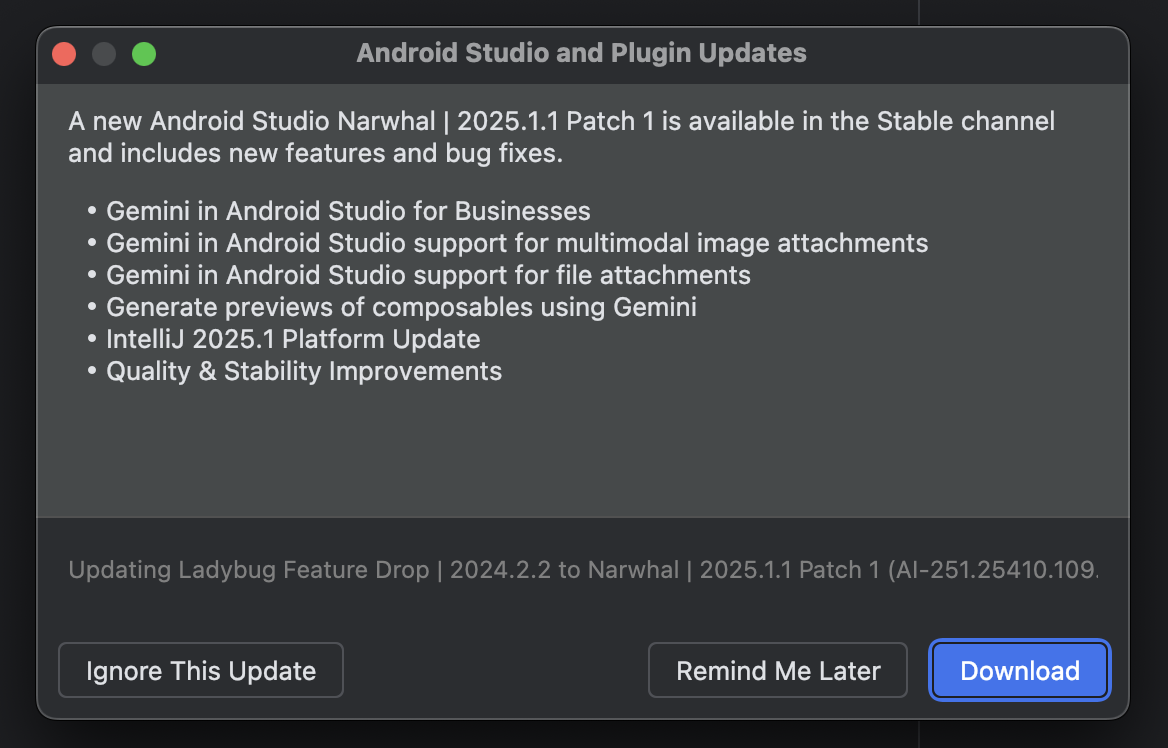 Android Studio and Plugin Updates
A new Android Studio Narwhal | 2025.1.1 Patch 1 is available in the Stable channel
and includes new features and bug fixes.
• Gemini in Android Studio for Businesses
• Gemini in Android Studio support for multimodal image attachments
• Gemini in Android Studio support for file attachments
• Generate previews of composables using Gemini
• IntelliJ 2025.1 Platform Update
• Quality & Stability Improvements
Updating Ladybug Feature Drop | 2024.2.2 to Narwhal | 2025.1.1 Patch 1 (AI-251.25410.109.
Ignore This Update
Remind Me Later
Download